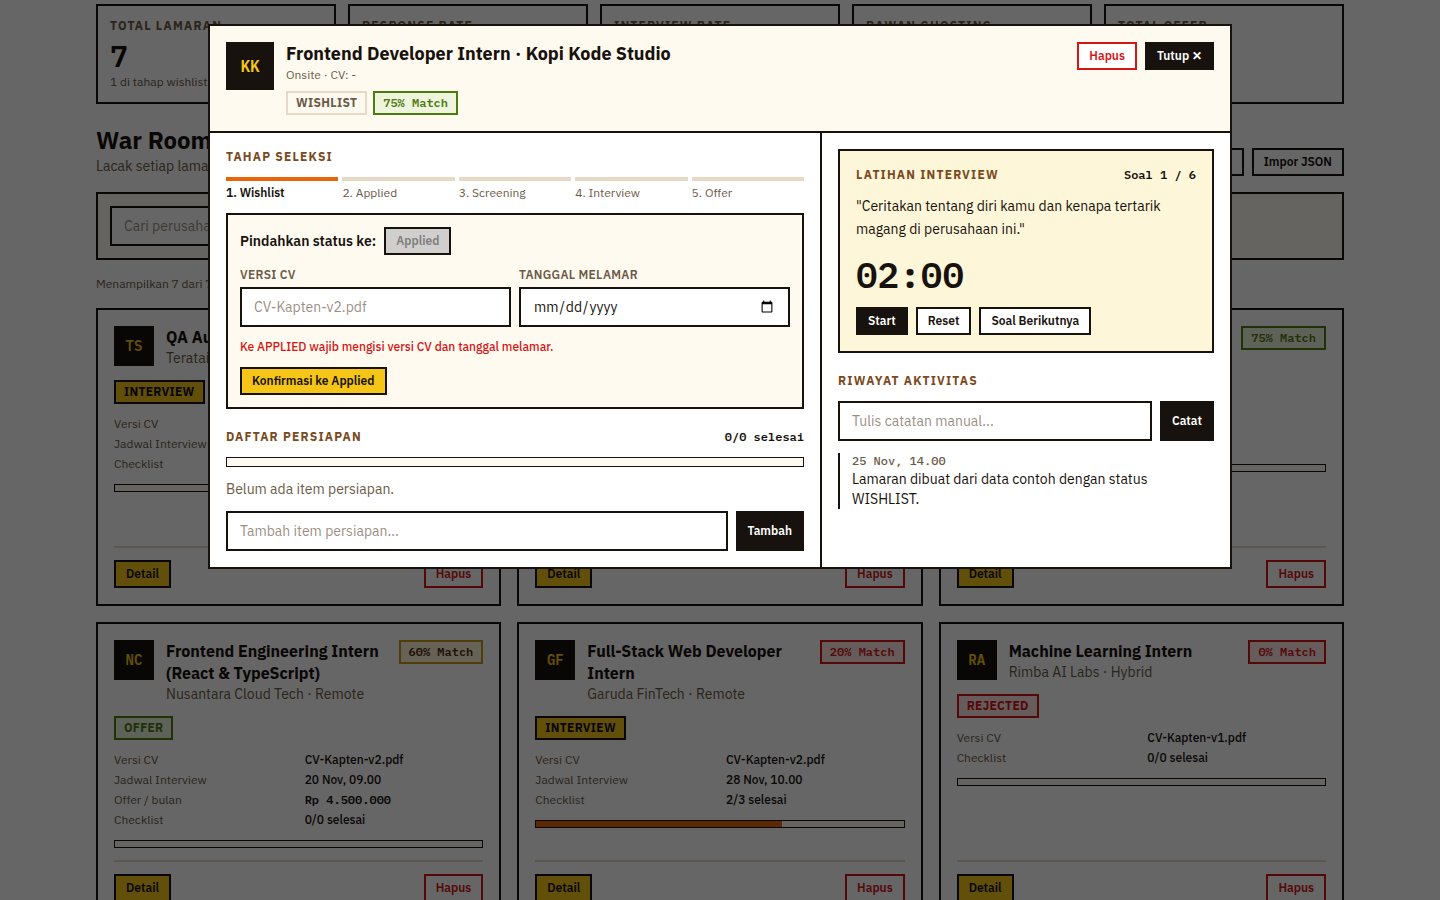 TOTAL LAMARAN
7
1 di tahap wishlist
RESPONSE RATE
INTERVIEW RATE
RAWAN GHOSTING
TOTAL OFFER
War Room
Lacak setiap lama
Impor JSON
Cari perusaha
Menampilkan 7 dari 7
KK
Frontend Developer Intern · Kopi Kode Studio
Onsite · CV: -
WISHLIST
75% Match
Hapus
Tutup ✕
TAHAP SELEKSI
1. Wishlist
2. Applied
3. Screening
4. Interview
5. Offer
Pindahkan status ke:
Applied
VERSI CV
TANGGAL MELAMAR
CV-Kapten-v2.pdf
mm/dd/yyyy
Ke APPLIED wajib mengisi versi CV dan tanggal melamar.
Konfirmasi ke Applied
DAFTAR PERSIAPAN
0/0 selesai
Belum ada item persiapan.
Tambah item persiapan...
Tambah
LATIHAN INTERVIEW
Soal 1 / 6
"Ceritakan tentang diri kamu dan kenapa tertarik
magang di perusahaan ini."
02:00
Start
Reset
Soal Berikutnya
RIWAYAT AKTIVITAS
Tulis catatan manual...
Catat
25 Nov, 14.00
Lamaran dibuat dari data contoh dengan status
WISHLIST.
TS
QA Au
Teratai
INTERVIEW
Versi CV
Jadwal Interview
Checklist
75% Match
Detail
Hapus
Detail
Hapus
Detail
Hapus
NC
Frontend Engineering Intern
(React & TypeScript)
Nusantara Cloud Tech · Remote
60% Match
OFFER
Versi CV
CV-Kapten-v2.pdf
Jadwal Interview
20 Nov, 09.00
Offer / bulan
Rp 4.500.000
Checklist
0/0 selesai
Detail
Hapus
GF
Full-Stack Web Developer
Intern
Garuda FinTech · Remote
20% Match
INTERVIEW
Versi CV
CV-Kapten-v2.pdf
Jadwal Interview
28 Nov, 10.00
Checklist
2/3 selesai
Detail
Hapus
RA
Machine Learning Intern
Rimba AI Labs · Hybrid
0% Match
REJECTED
Versi CV
CV-Kapten-v1.pdf
Checklist
0/0 selesai
Detail
Hapus